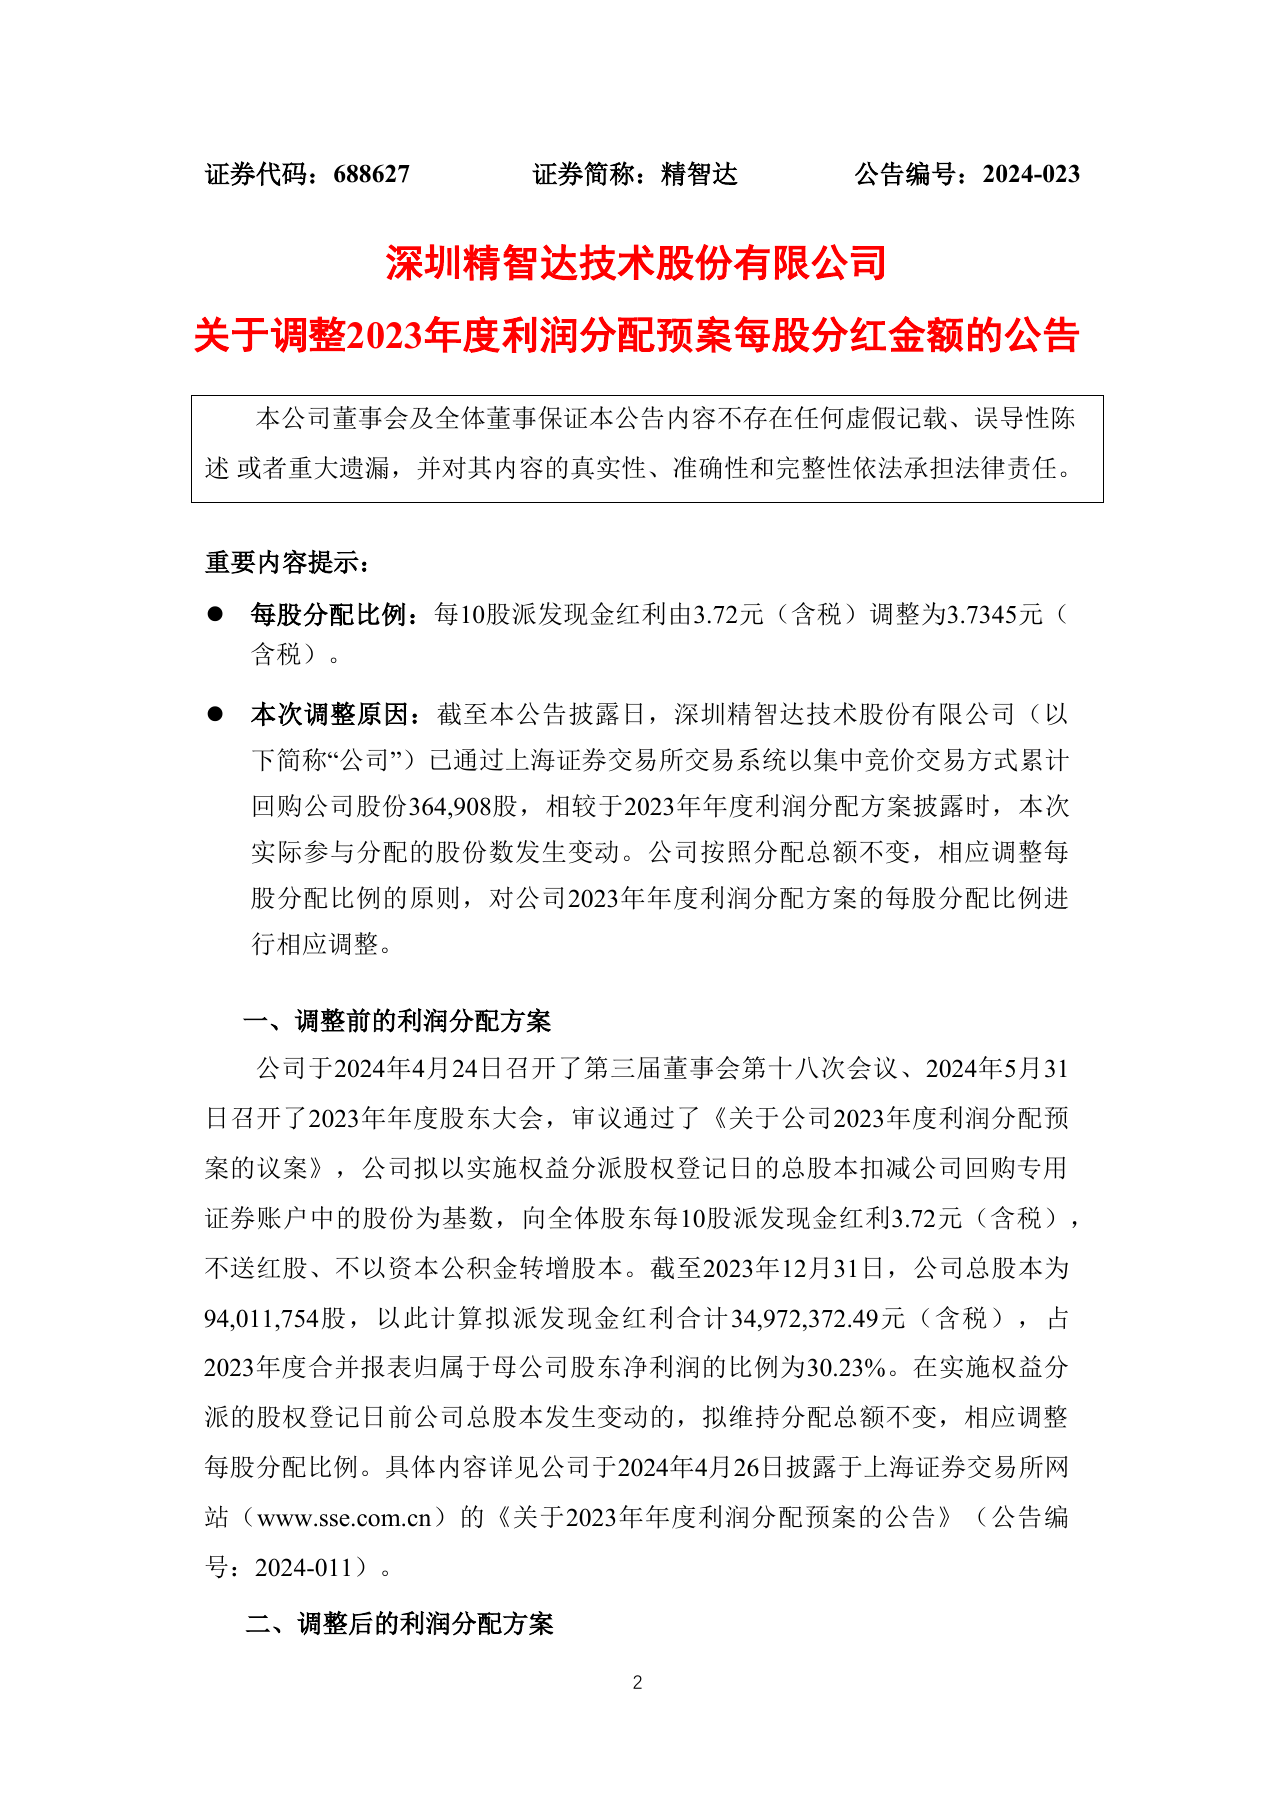 证券代码：688627 证券简称：精智达 公告编号：2024-023
深圳精智达技术股份有限公司
关于调整2023年度利润分配预案每股分红金额的公告
本公司董事会及全体董事保证本公告内容不存在任何虚假记载、误导性陈
述 或者重大遗漏，并对其内容的真实性、准确性和完整性依法承担法律责任。
重要内容提示：
● 每股分配比例：每10股派发现金红利由3.72元（含税）调整为3.7345元（
含税）。
● 本次调整原因：截至本公告披露日，深圳精智达技术股份有限公司（以
下简称“公司”）已通过上海证券交易所交易系统以集中竞价交易方式累计
回购公司股份364,908股，相较于2023年年度利润分配方案披露时，本次
实际参与分配的股份数发生变动。公司按照分配总额不变，相应调整每
股分配比例的原则，对公司2023年年度利润分配方案的每股分配比例进
行相应调整。
一、调整前的利润分配方案
公司于2024年4月24日召开了第三届董事会第十八次会议、2024年5月31
日召开了2023年年度股东大会，审议通过了《关于公司2023年度利润分配预
案的议案》，公司拟以实施权益分派股权登记日的总股本扣减公司回购专用
证券账户中的股份为基数，向全体股东每10股派发现金红利3.72元（含税），
不送红股、不以资本公积金转增股本。截至2023年12月31日，公司总股本为
94,011,754股，以此计算拟派发现金红利合计34,972,372.49元（含税），占
2023年度合并报表归属于母公司股东净利润的比例为30.23%。在实施权益分
派的股权登记日前公司总股本发生变动的，拟维持分配总额不变，相应调整
每股分配比例。具体内容详见公司于2024年4月26日披露于上海证券交易所网
站（www.sse.com.cn）的《关于2023年年度利润分配预案的公告》（公告编
号：2024-011）。
二、调整后的利润分配方案
2